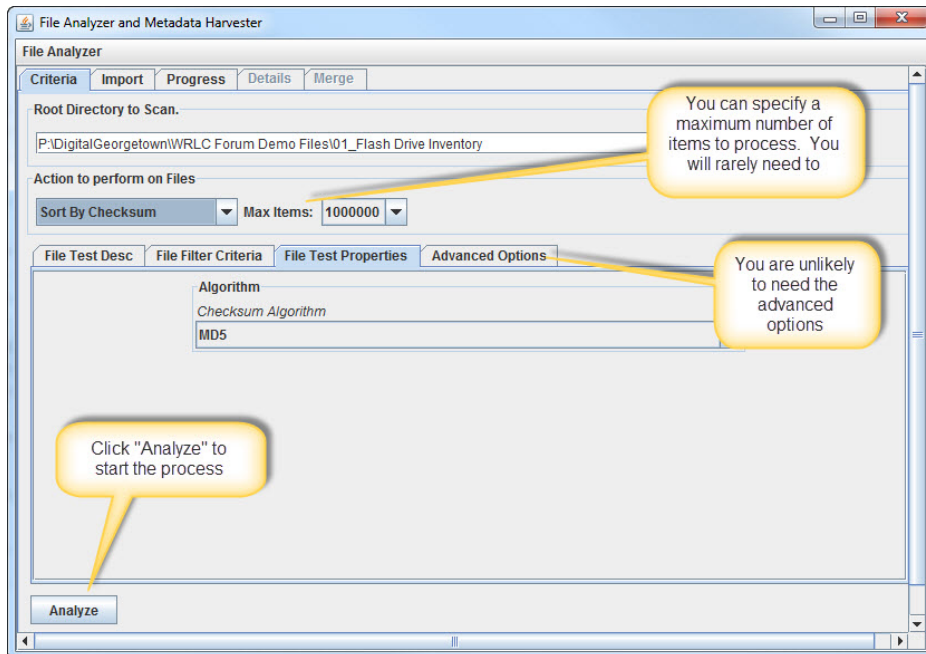 File Analyzer and Metadata Harvester
File Analyzer
Criteria Import Progress Details Merge
Root Directory to Scan.
P:\DigitalGeorgetown\WRLC Forum Demo Files\01_Flash Drive Inventory
You can specify a
maximum number of
items to process. You
will rarely need to
Action to perform on Files
Sort By Checksum Max Items: 1000000
File Test Desc File Filter Criteria File Test Properties Advanced Options
You are unlikely
to need the
advanced
options
Algorithm
Checksum Algorithm
MD5
Click "Analyze" to
start the process
Analyze